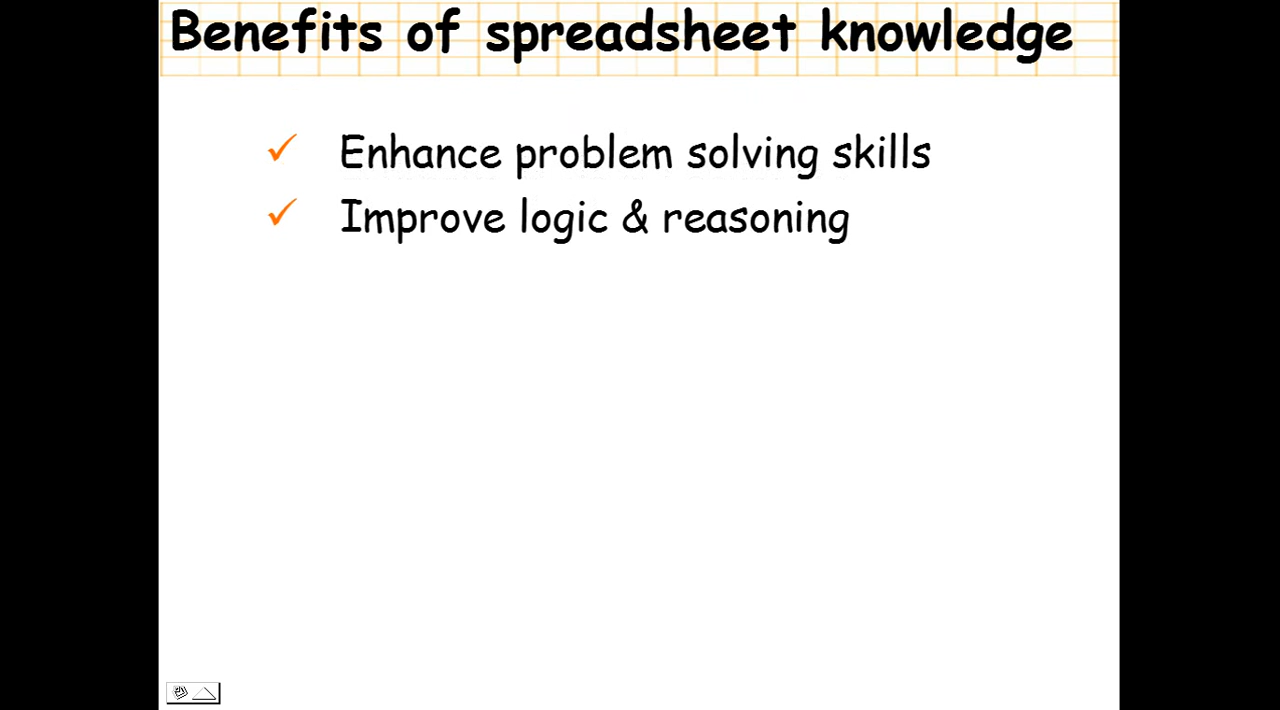 Benefits of spreadsheet knowledge
Enhance problem solving skills
Improve logic & reasoning